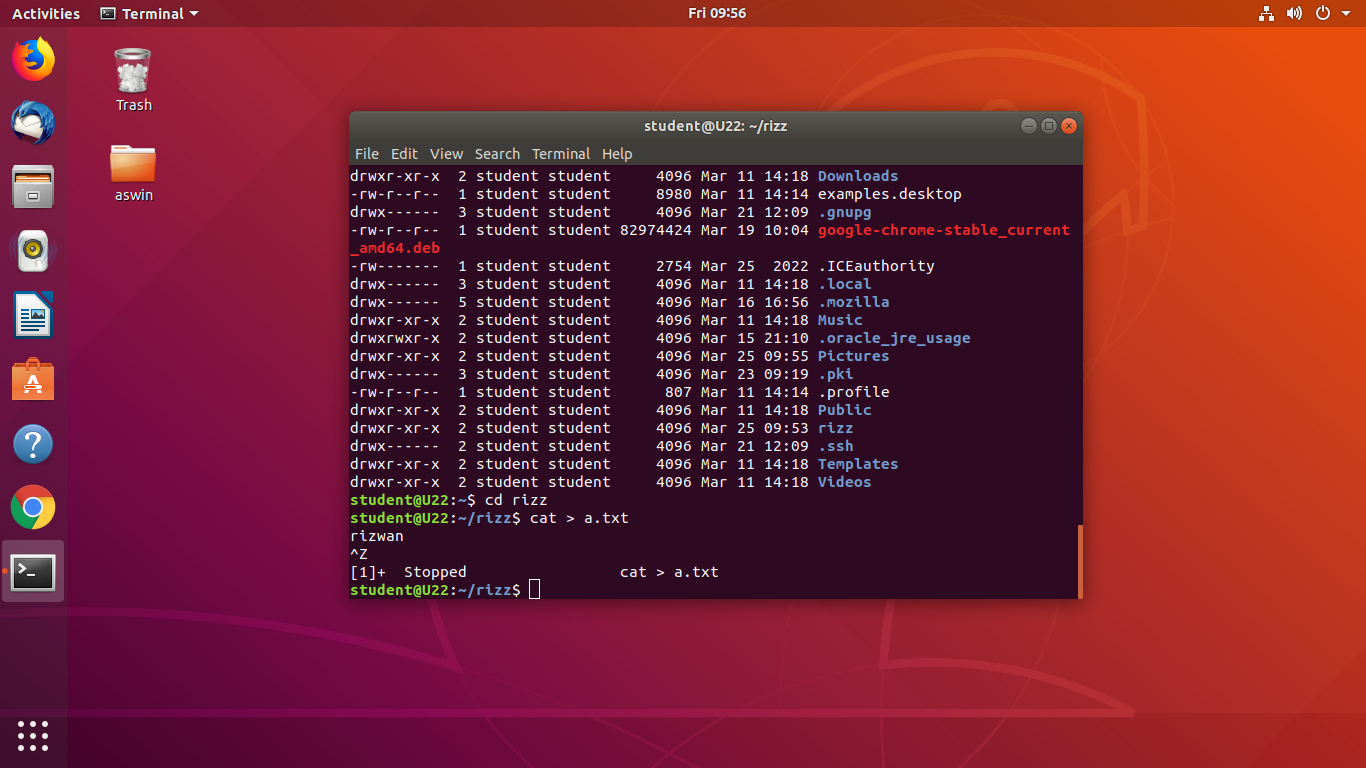 Activities Terminal Fri 09:56
Trash
aswin
student@U22: ~/rizz
File Edit View Search Terminal Help
drwxr-xr-x  2 student student     4096 Mar 11 14:18 Downloads
-rw-r--r--  1 student student     8980 Mar 11 14:14 examples.desktop
drwx------  3 student student     4096 Mar 21 12:09 .gnupg
-rw-r--r--  1 student student 82974424 Mar 19 10:04 google-chrome-stable_current
_amd64.deb
-rw-------  1 student student     2754 Mar 25  2022 .ICEauthority
drwx------  3 student student     4096 Mar 11 14:18 .local
drwx------  5 student student     4096 Mar 16 16:56 .mozilla
drwxr-xr-x  2 student student     4096 Mar 11 14:18 Music
drwxrwxr-x  2 student student     4096 Mar 15 21:10 .oracle_jre_usage
drwxr-xr-x  2 student student     4096 Mar 25 09:55 Pictures
drwx------  3 student student     4096 Mar 23 09:19 .pki
-rw-r--r--  1 student student      807 Mar 11 14:14 .profile
drwxr-xr-x  2 student student     4096 Mar 11 14:18 Public
drwxr-xr-x  2 student student     4096 Mar 25 09:53 rizz
drwx------  2 student student     4096 Mar 21 12:09 .ssh
drwxr-xr-x  2 student student     4096 Mar 11 14:18 Templates
drwxr-xr-x  2 student student     4096 Mar 11 14:18 Videos
student@U22:~$ cd rizz
student@U22:~/rizz$ cat > a.txt
rizwan
^Z
[1]+  Stopped                 cat > a.txt
student@U22:~/rizz$